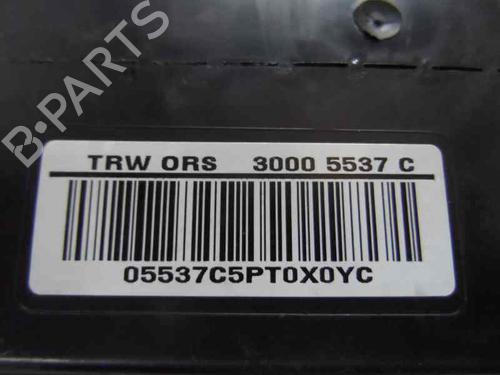 B-PARTS
TRW ORS 3000 5537 C
05537C5PT0X0YC